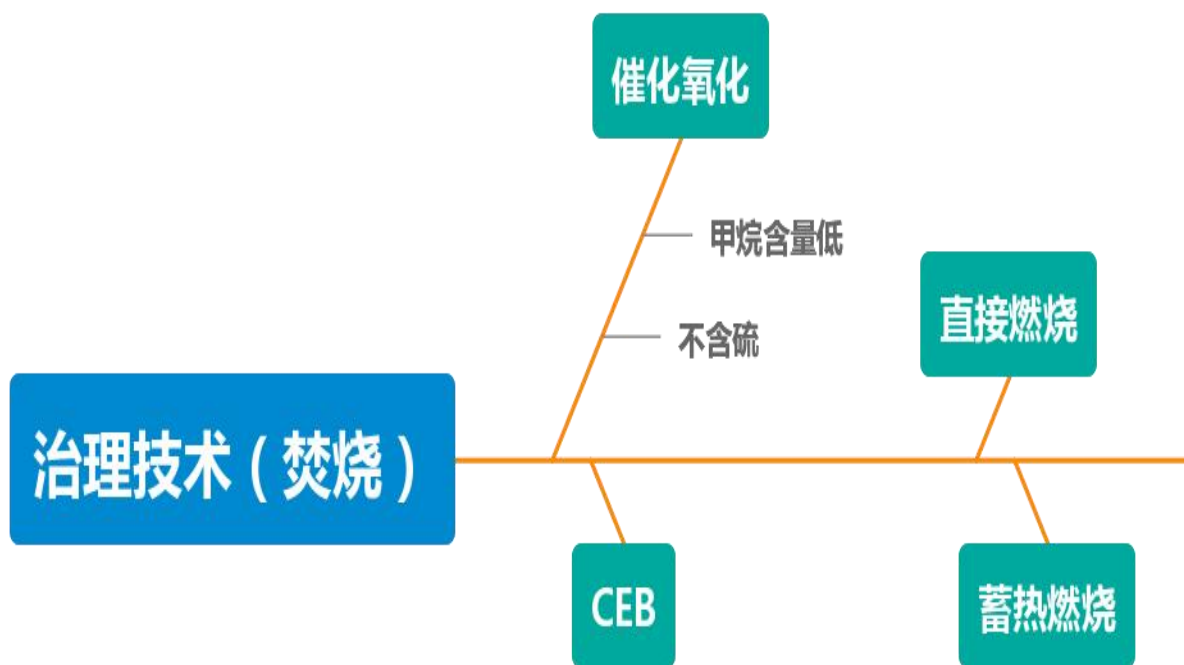 催化氧化
甲烷含量低
不含硫
直接燃烧
治理技术（焚烧）
CEB
蓄热燃烧